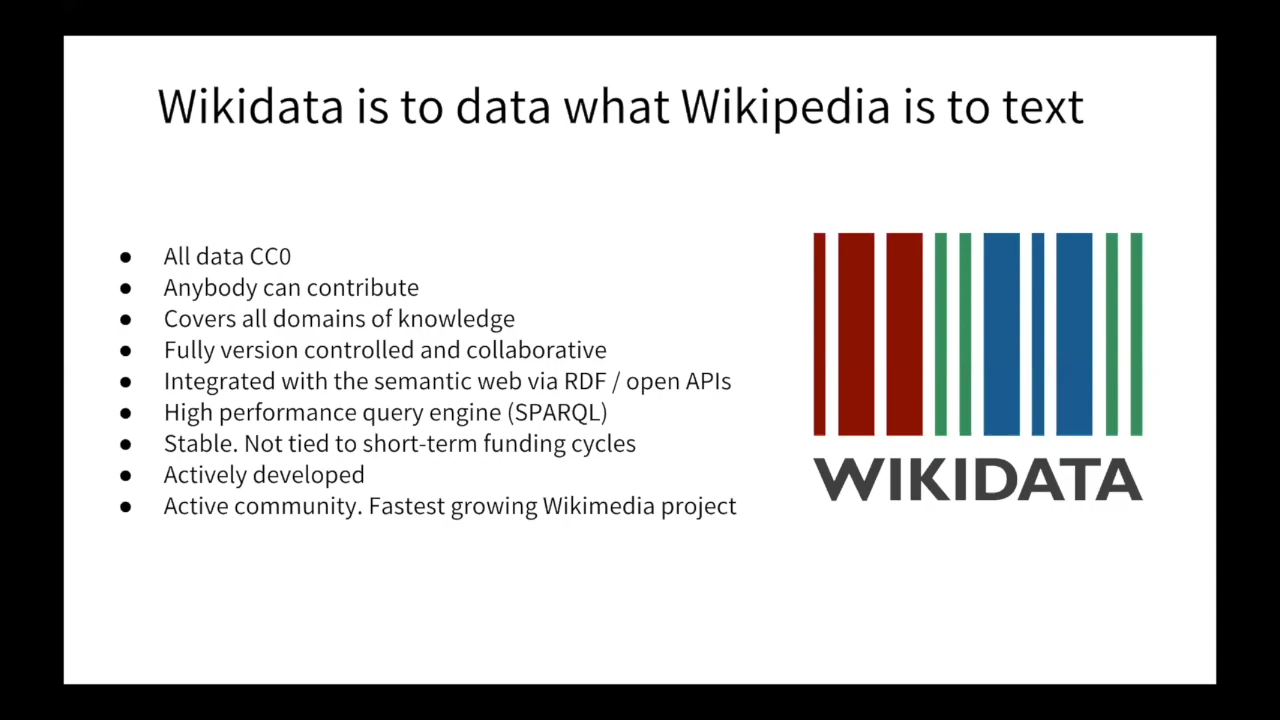 Wikidata is to data what Wikipedia is to text
● All data CC0
● Anybody can contribute
● Covers all domains of knowledge
● Fully version controlled and collaborative
● Integrated with the semantic web via RDF / open APIs
● High performance query engine (SPARQL)
● Stable. Not tied to short-term funding cycles
● Actively developed
● Active community. Fastest growing Wikimedia project
WIKIDATA